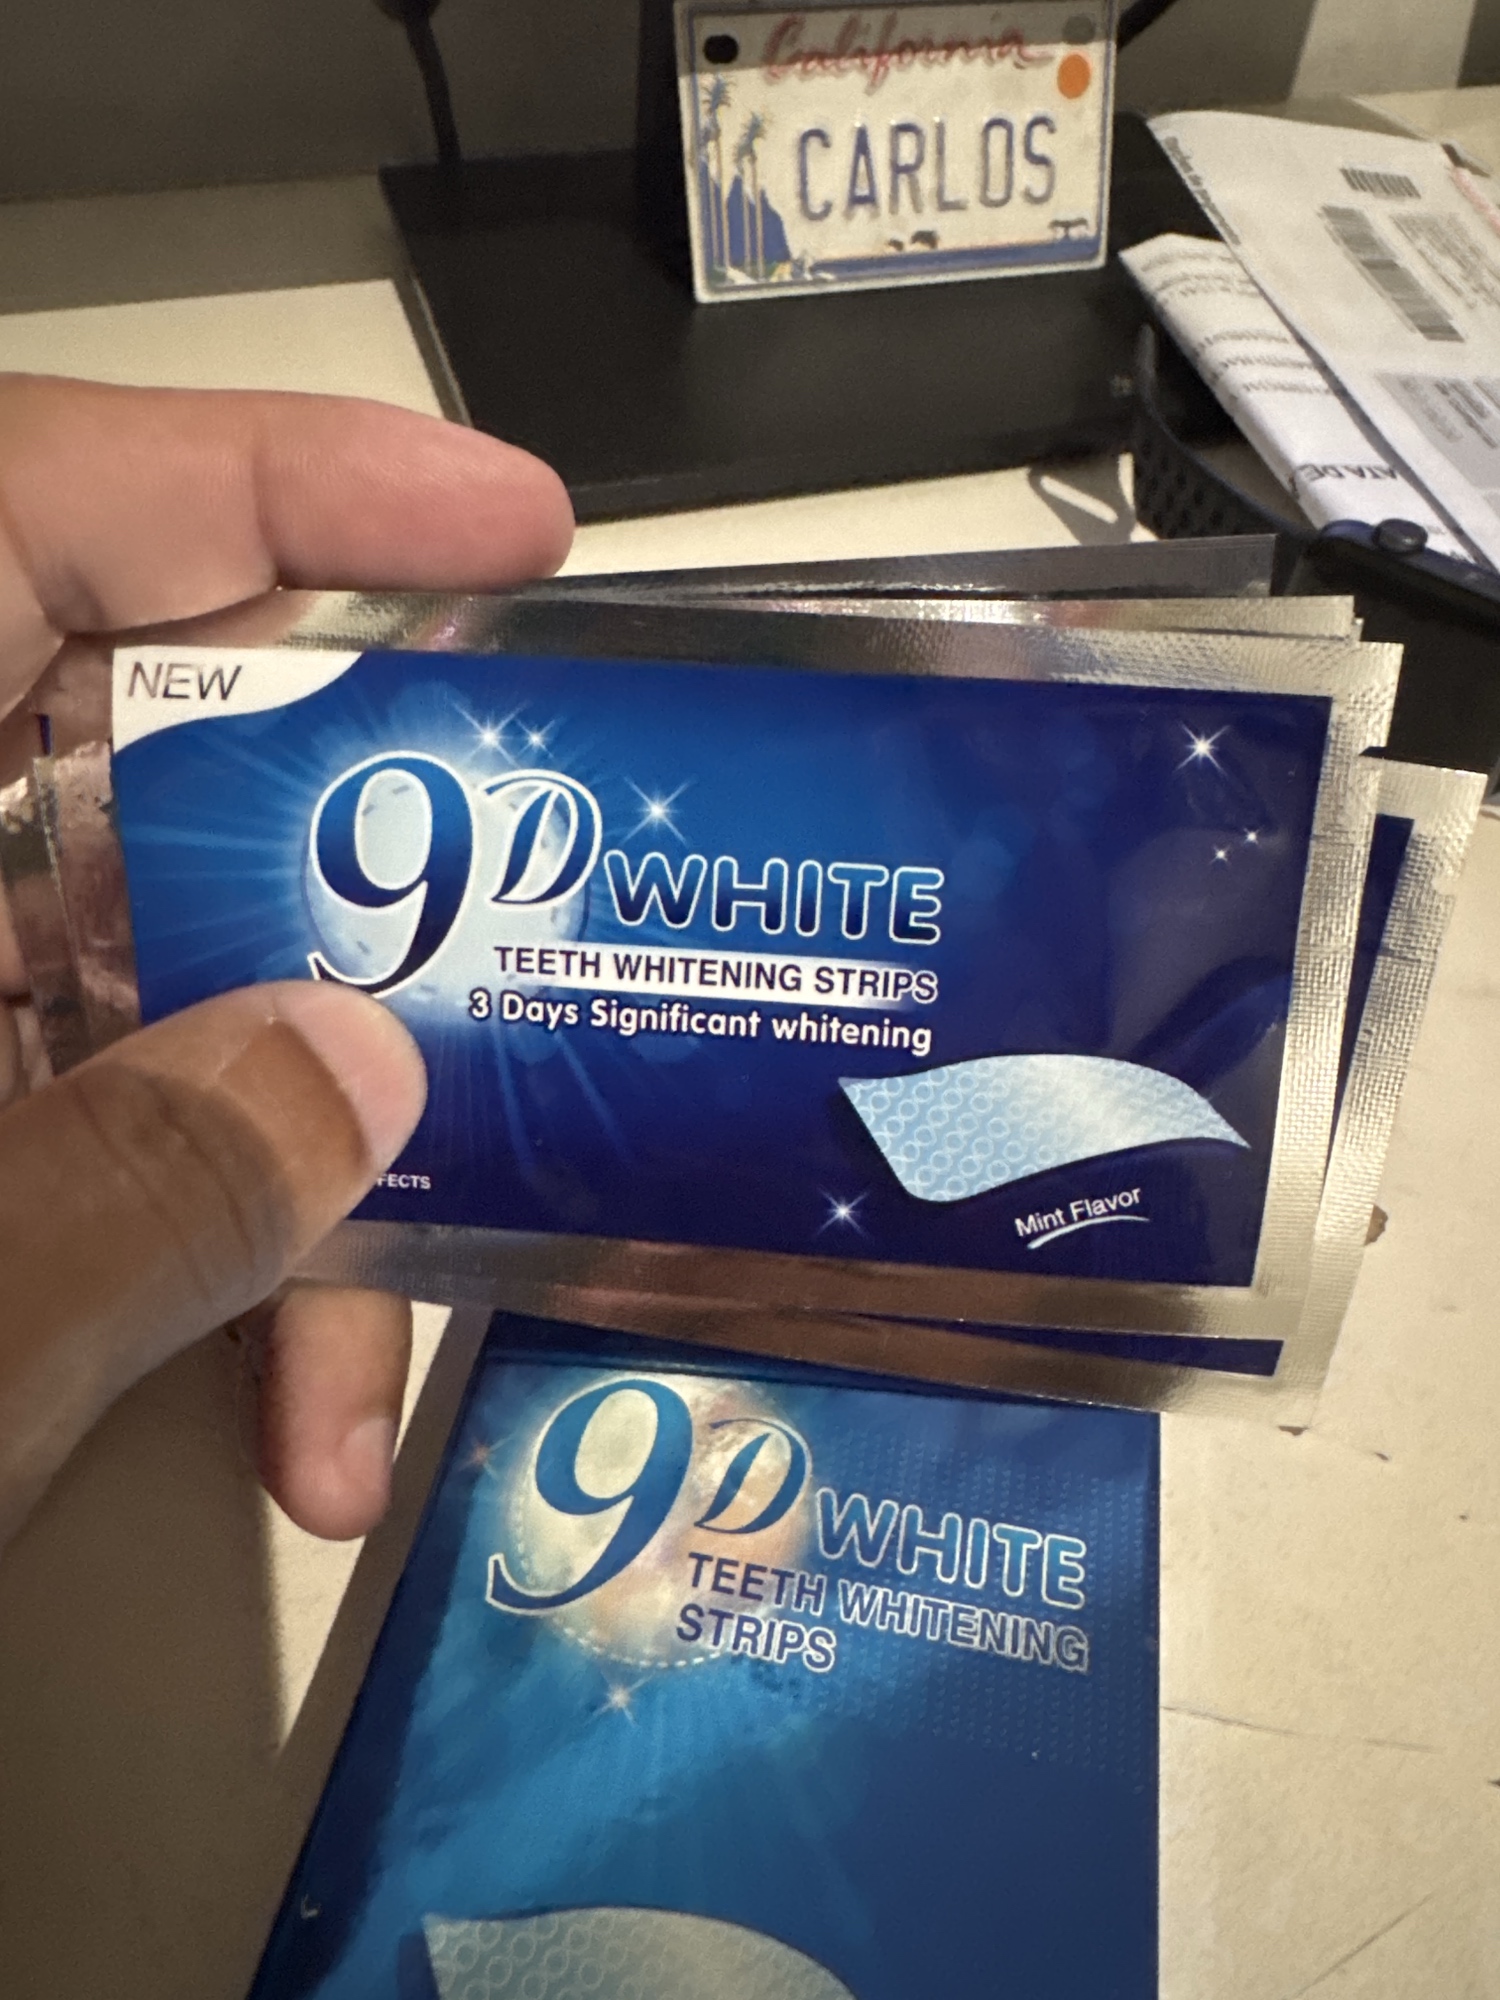 California
CARLOS
NEW
9D WHITE
TEETH WHITENING STRIPS
3 Days Significant whitening
FECTS
Mint Flavor
9D WHITE
TEETH WHITENING
STRIPS